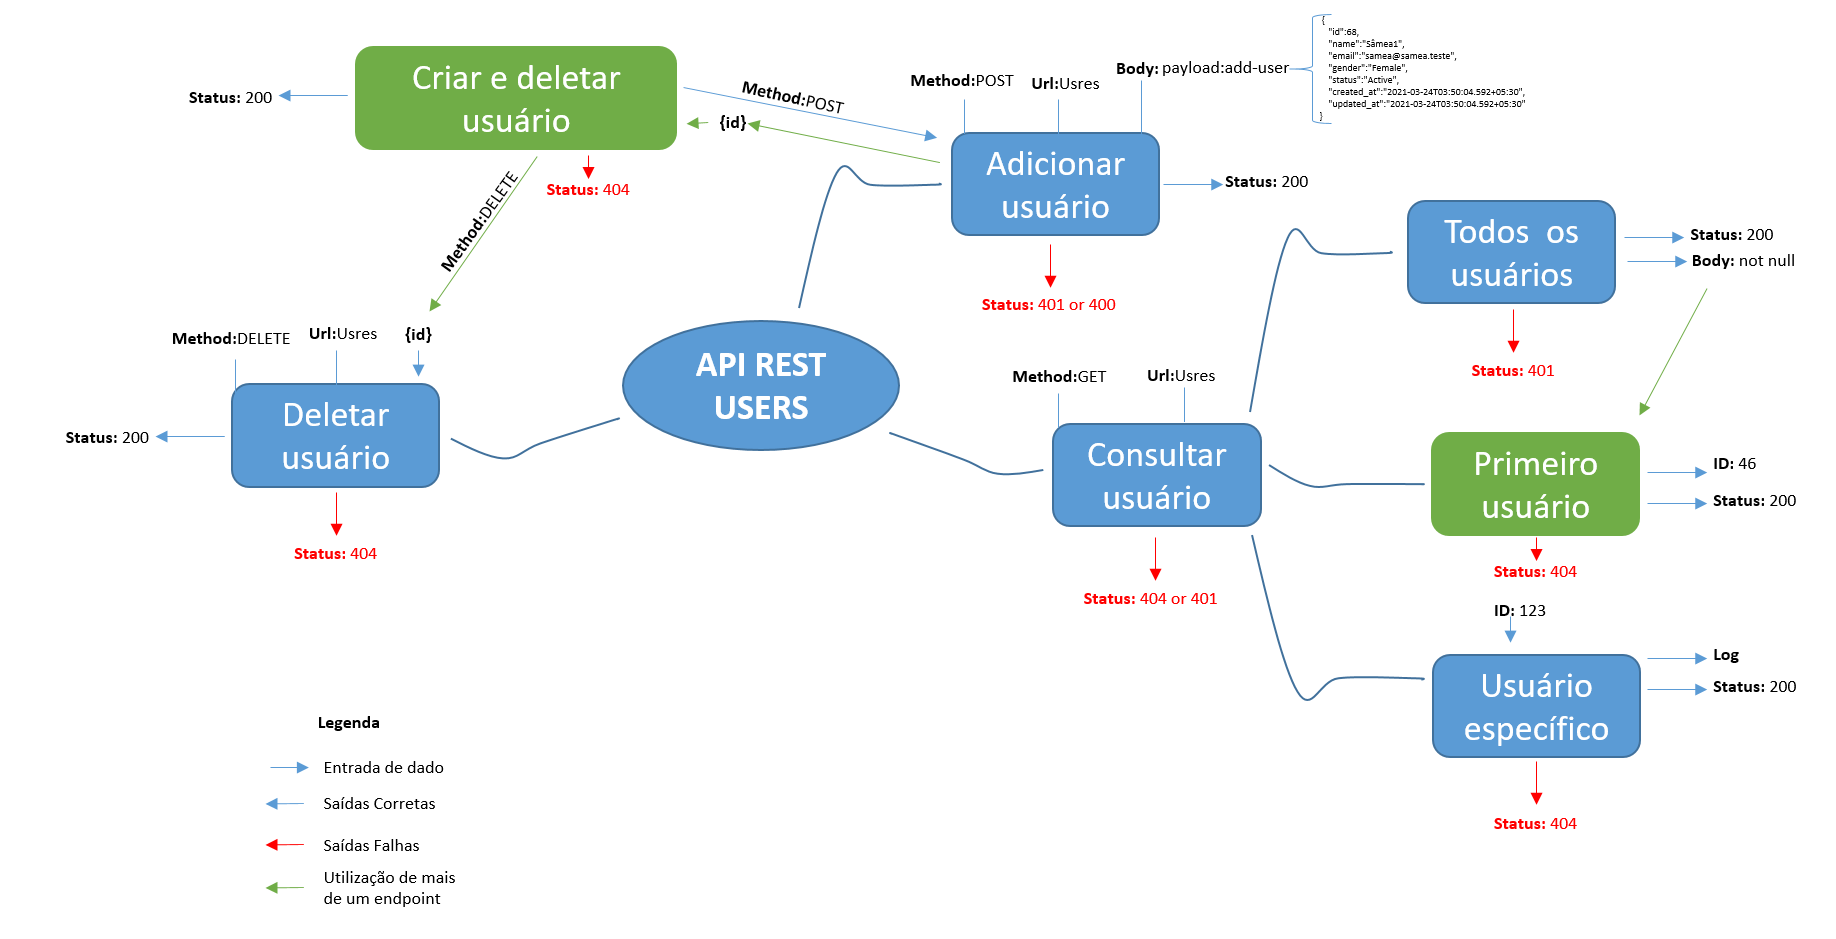 {
"id":68,
"name":"Sâmea1",
"email":"samea@samea.teste",
"gender":"Female",
"status":"Active",
"created_at":"2021-03-24T03:50:04.592+05:30",
"updated_at":"2021-03-24T03:50:04.592+05:30"
}
Body: payload:add-user
Method:POST
Url:Usres
Criar e deletar
usuário
Status: 200
Method:POST
{id}
Status: 404
Method:DELETE
Adicionar
usuário
Status: 200
Status: 401 or 400
Todos os
usuários
Status: 200
Body: not null
Status: 401
Method:DELETE
Url:Usres
{id}
Deletar
usuário
Status: 200
Status: 404
API REST
USERS
Method:GET
Url:Usres
Consultar
usuário
Status: 404 or 401
Primeiro
usuário
ID: 46
Status: 200
Status: 404
ID: 123
Usuário
específico
Log
Status: 200
Status: 404
Legenda
Entrada de dado
Saídas Corretas
Saídas Falhas
Utilização de mais
de um endpoint